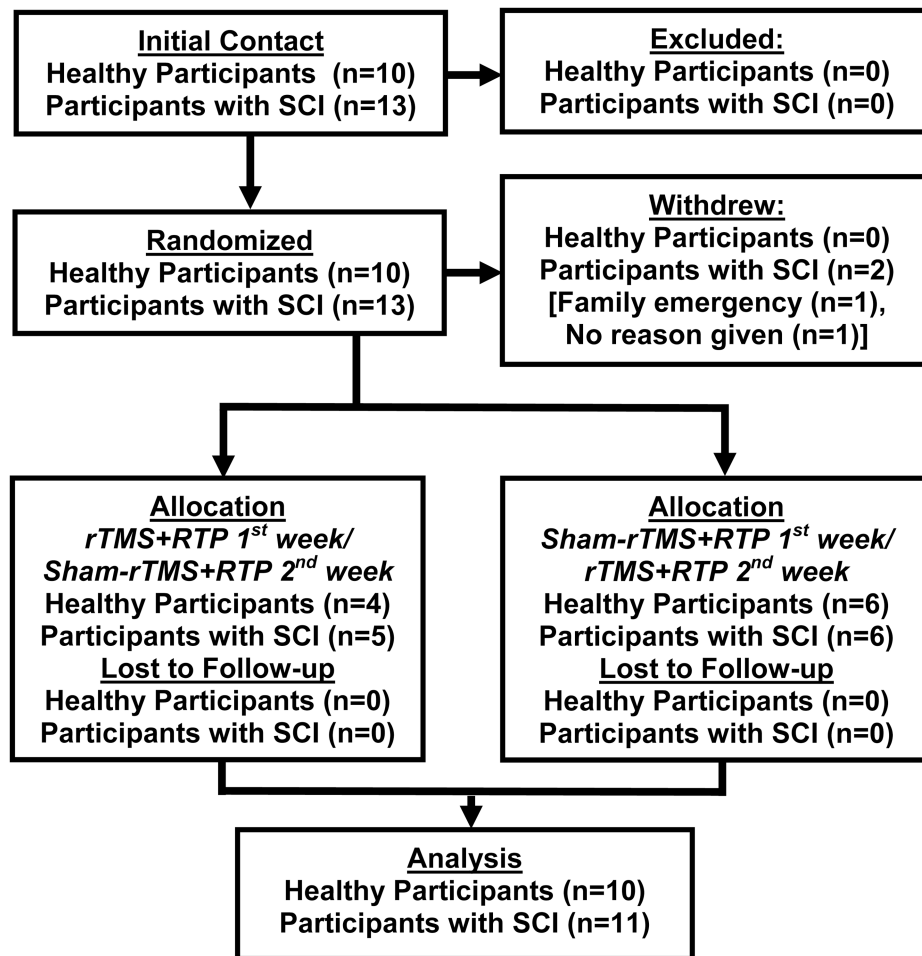 Initial Contact
Healthy Participants (n=10)
Participants with SCI (n=13)
Excluded:
Healthy Participants (n=0)
Participants with SCI (n=0)
Randomized
Healthy Participants (n=10)
Participants with SCI (n=13)
Withdrew:
Healthy Participants (n=0)
Participants with SCI (n=2)
[Family emergency (n=1),
No reason given (n=1)]
Allocation
rTMS+RTP 1st week/
Sham-rTMS+RTP 2nd week
Healthy Participants (n=4)
Participants with SCI (n=5)
Lost to Follow-up
Healthy Participants (n=0)
Participants with SCI (n=0)
Allocation
Sham-rTMS+RTP 1st week/
rTMS+RTP 2nd week
Healthy Participants (n=6)
Participants with SCI (n=6)
Lost to Follow-up
Healthy Participants (n=0)
Participants with SCI (n=0)
Analysis
Healthy Participants (n=10)
Participants with SCI (n=11)